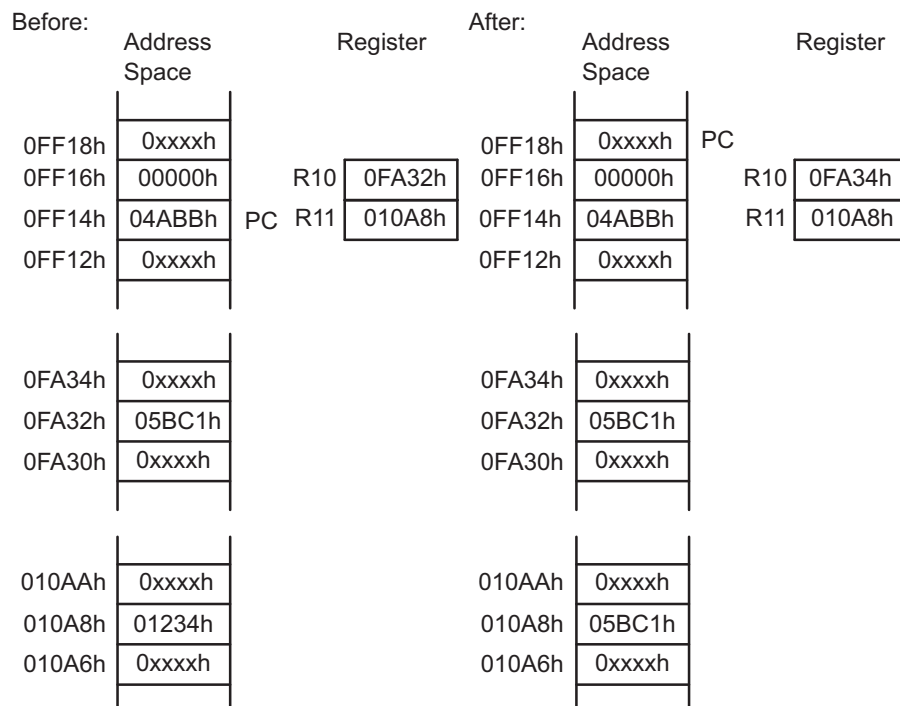 Before:
Address Space
Register
0FF18h 0xxxxh
0FF16h 00000h R10 0FA32h
0FF14h 04ABBh PC R11 010A8h
0FF12h 0xxxxh
0FA34h 0xxxxh
0FA32h 05BC1h
0FA30h 0xxxxh
010AAh 0xxxxh
010A8h 01234h
010A6h 0xxxxh
After:
Address Space
Register
0FF18h 0xxxxh PC
0FF16h 00000h R10 0FA34h
0FF14h 04ABBh R11 010A8h
0FF12h 0xxxxh
0FA34h 0xxxxh
0FA32h 05BC1h
0FA30h 0xxxxh
010AAh 0xxxxh
010A8h 05BC1h
010A6h 0xxxxh